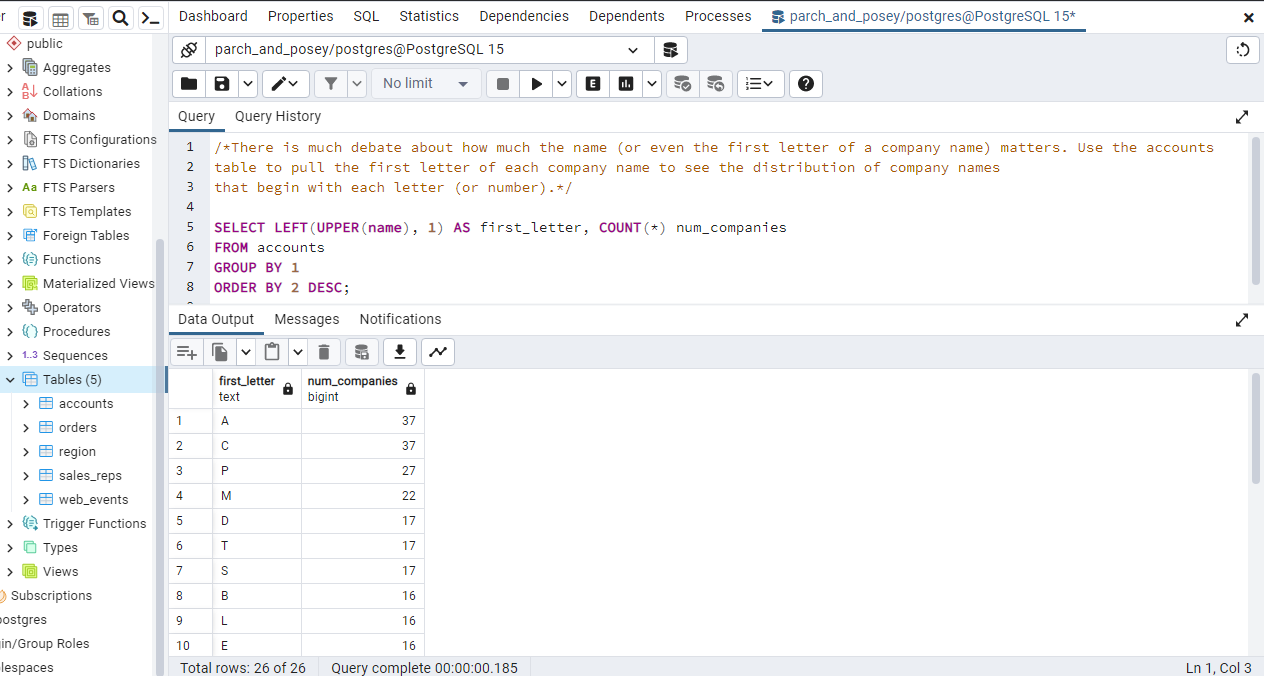 er
Dashboard Properties SQL Statistics Dependencies Dependents Processes parch_and_posey/postgres@PostgreSQL 15*
public
Aggregates
Collations
Domains
FTS Configurations
FTS Dictionaries
Aa FTS Parsers
FTS Templates
Foreign Tables
Functions
Materialized Views
Operators
Procedures
1..3 Sequences
Tables (5)
accounts
orders
region
sales_reps
web_events
Trigger Functions
Types
Views
Subscriptions
ostgres
in/Group Roles
lespaces
parch_and_posey/postgres@PostgreSQL 15
No limit
E
Query Query History
1 /*There is much debate about how much the name (or even the first letter of a company name) matters. Use the accounts
2 table to pull the first letter of each company name to see the distribution of company names
3 that begin with each letter (or number).*/
4
5 SELECT LEFT(UPPER(name), 1) AS first_letter, COUNT(*) num_companies
6 FROM accounts
7 GROUP BY 1
8 ORDER BY 2 DESC;
Data Output Messages Notifications
first_letter num_companies
text bigint
1 A 37
2 C 37
3 P 27
4 M 22
5 D 17
6 T 17
7 S 17
8 B 16
9 L 16
10 E 16
Total rows: 26 of 26 Query complete 00:00:00.185 Ln 1, Col 3